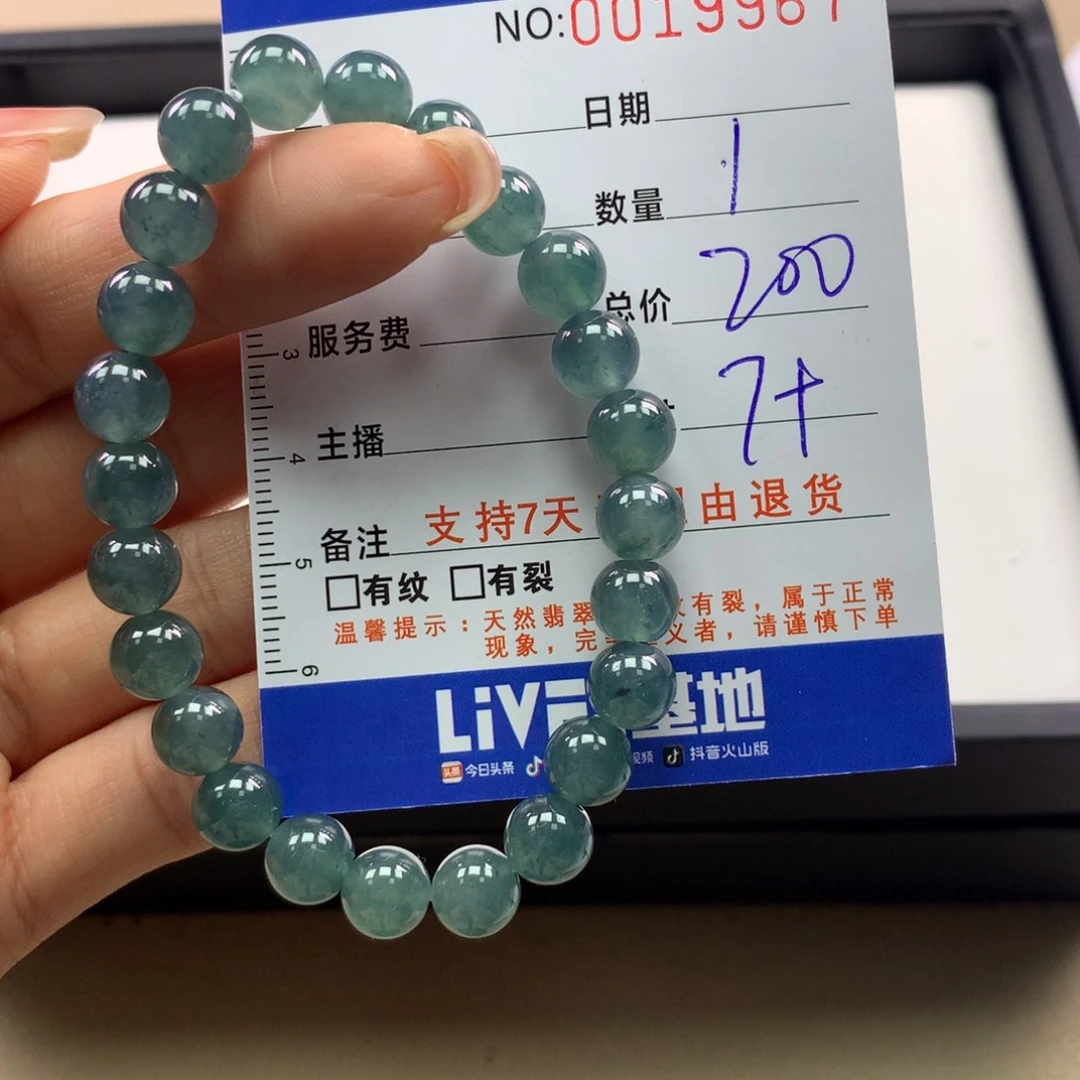 NO:0019967
日期
数量 1
总价 200
服务费
7+
主播
备注 支持7天 由退货
□有纹 □有裂
温馨提示：天然翡翠 有裂，属于正常
现象，完 义者，请谨慎下单
3
4
5
6
LiVE 基地
头条 今日头条 视频 抖音火山版